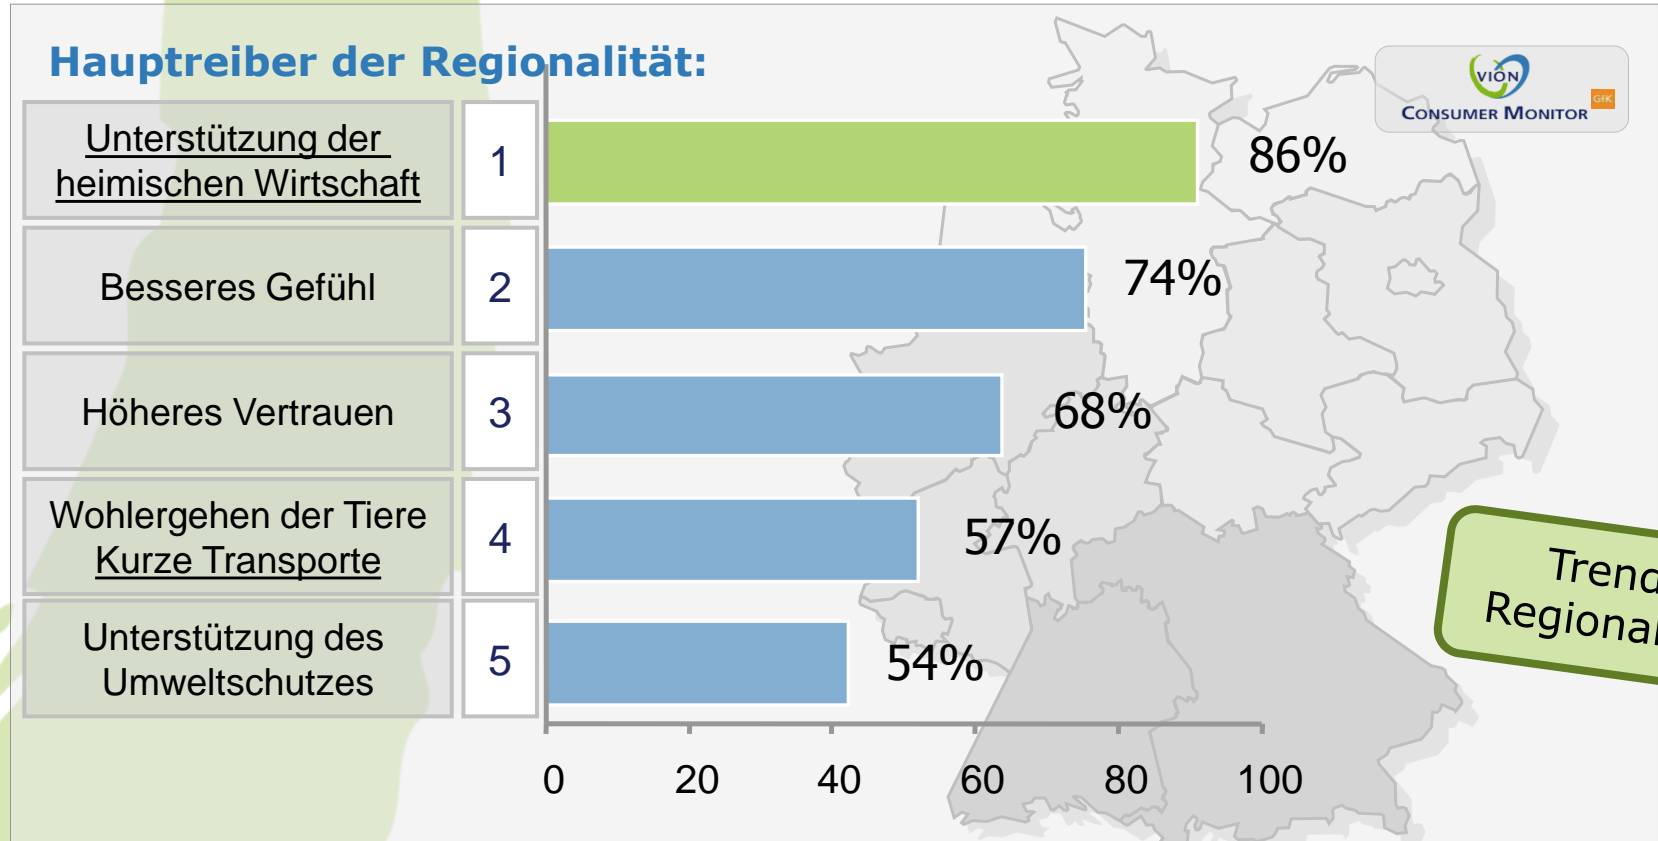 Hauptreiber der Regionalität:
VION
GfK
CONSUMER MONITOR
Unterstützung der
heimischen Wirtschaft
1
86%
Besseres Gefühl
2
74%
Höheres Vertrauen
3
68%
Wohlergehen der Tiere
Kurze Transporte
4
57%
Unterstützung des
Umweltschutzes
5
54%
Trend
Regional
0 20 40 60 80 100